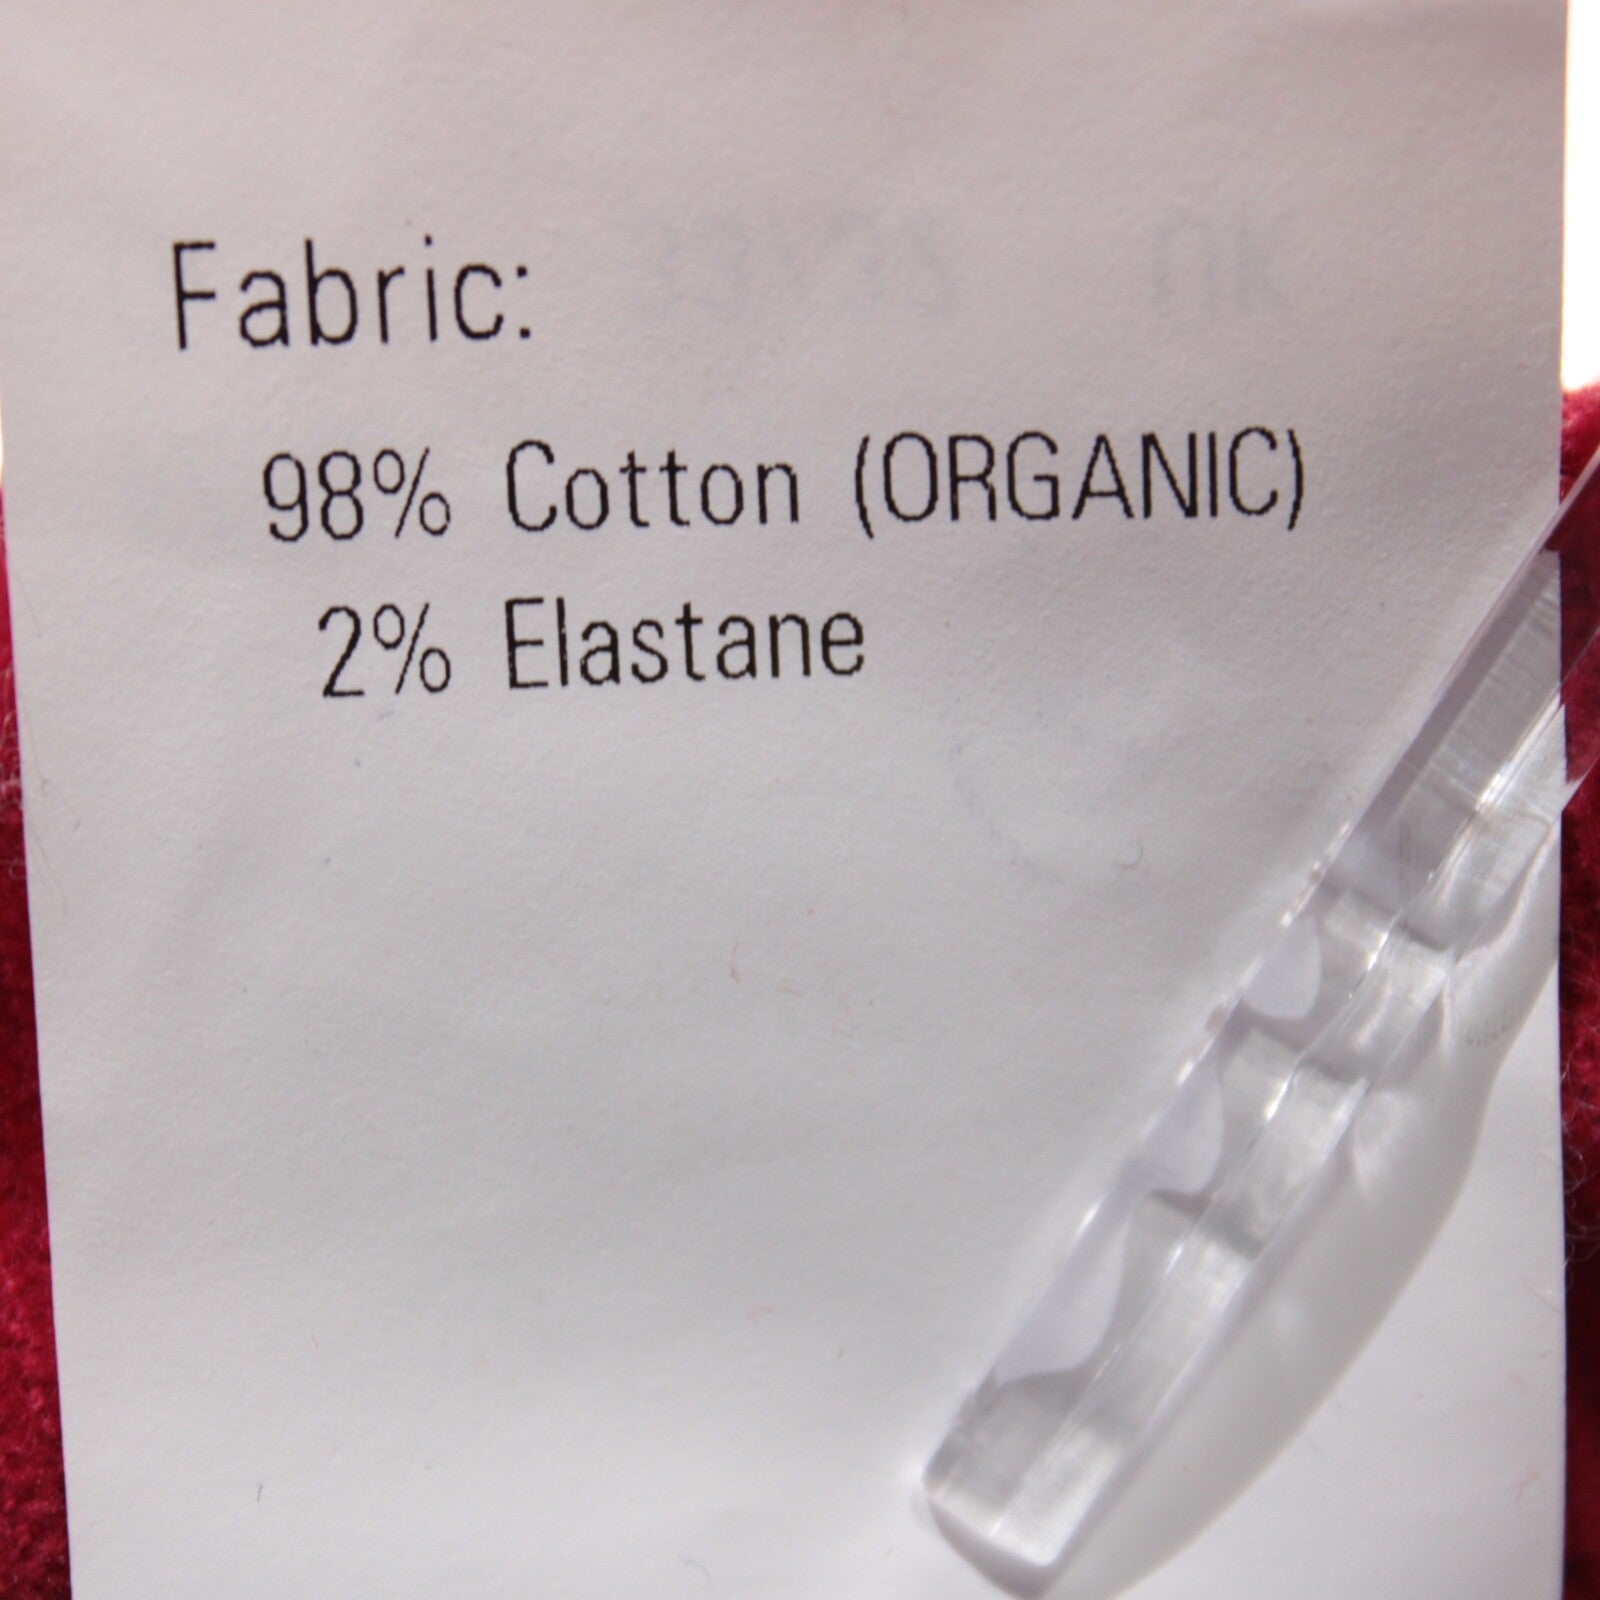 Fabric:
98% Cotton (ORGANIC)
2% Elastane